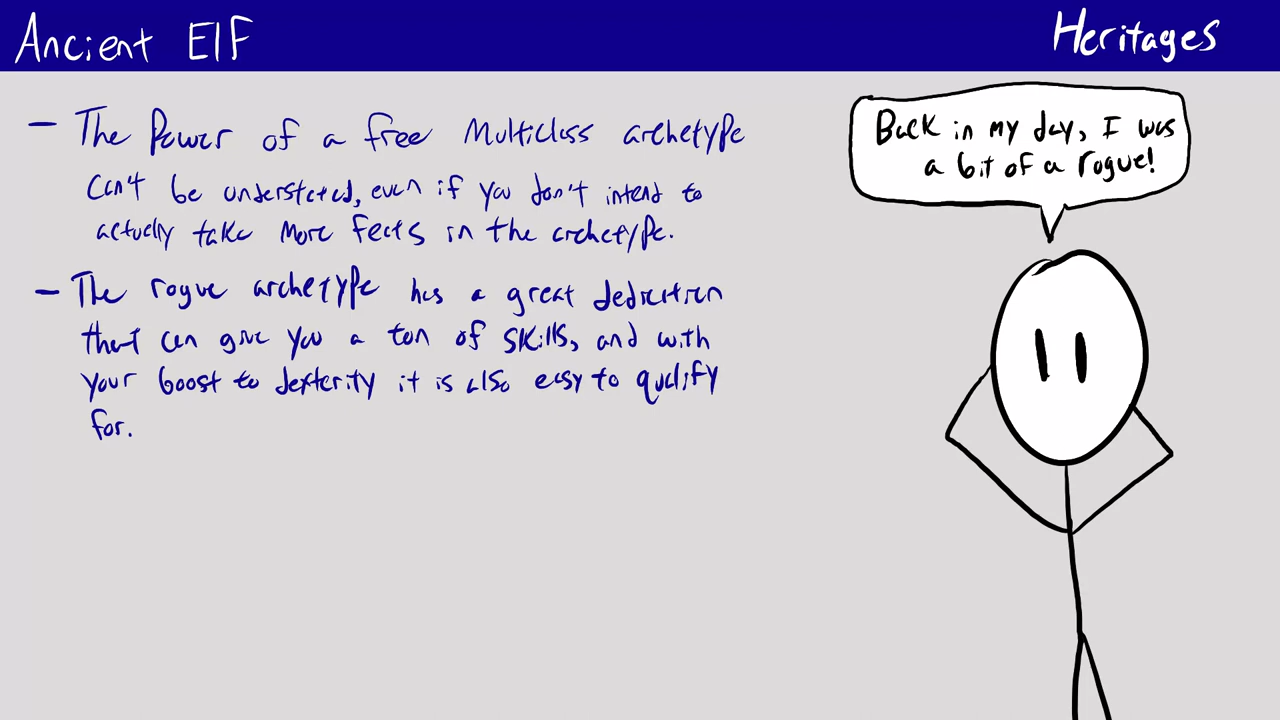 Ancient Elf
Heritages
- The Power of a free Multiclass archetype
Can't be understated, even if you don't intend to
actually take More feats in the archetype.
- The rogue archetype has a great dedication
that can give you a ton of skills, and with
your boost to dexterity it is also easy to qualify
for.
Back in my day, I was
a bit of a rogue!